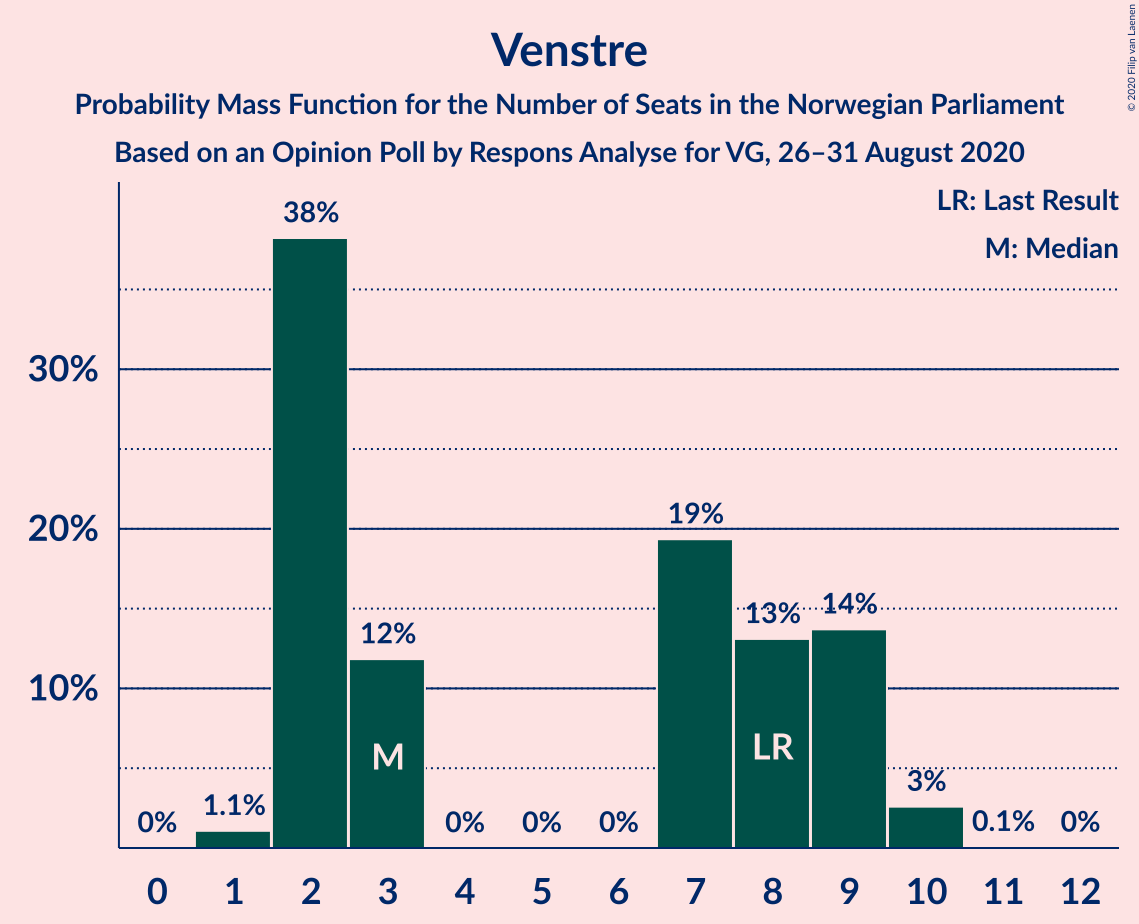 © 2020 Filip van Laenen
Venstre
Probability Mass Function for the Number of Seats in the Norwegian Parliament
Based on an Opinion Poll by Respons Analyse for VG, 26–31 August 2020
LR: Last Result
M: Median
30%
20%
10%
0%
1.1%
38%
12%
0%
0%
0%
19%
13%
14%
3%
0.1%
0%
M
LR
0 1 2 3 4 5 6 7 8 9 10 11 12